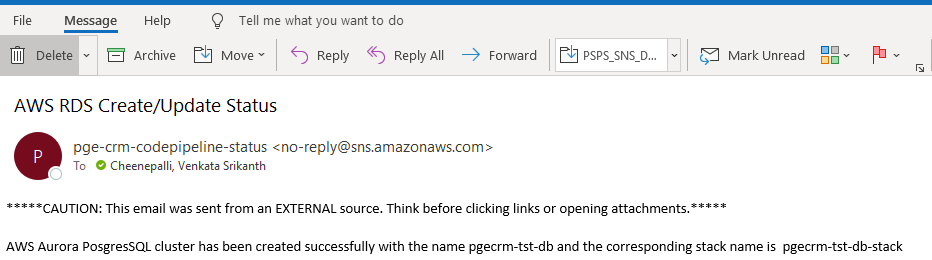 File Message Help Tell me what you want to do
Delete Archive Move Reply Reply All Forward PSPS_SNS_D... Mark Unread
AWS RDS Create/Update Status
P
pge-crm-codepipeline-status <no-reply@sns.amazonaws.com>
To Cheenepalli, Venkata Srikanth
*****CAUTION: This email was sent from an EXTERNAL source. Think before clicking links or opening attachments.*****
AWS Aurora PosgresSQL cluster has been created successfully with the name pgecrm-tst-db and the corresponding stack name is pgecrm-tst-db-stack